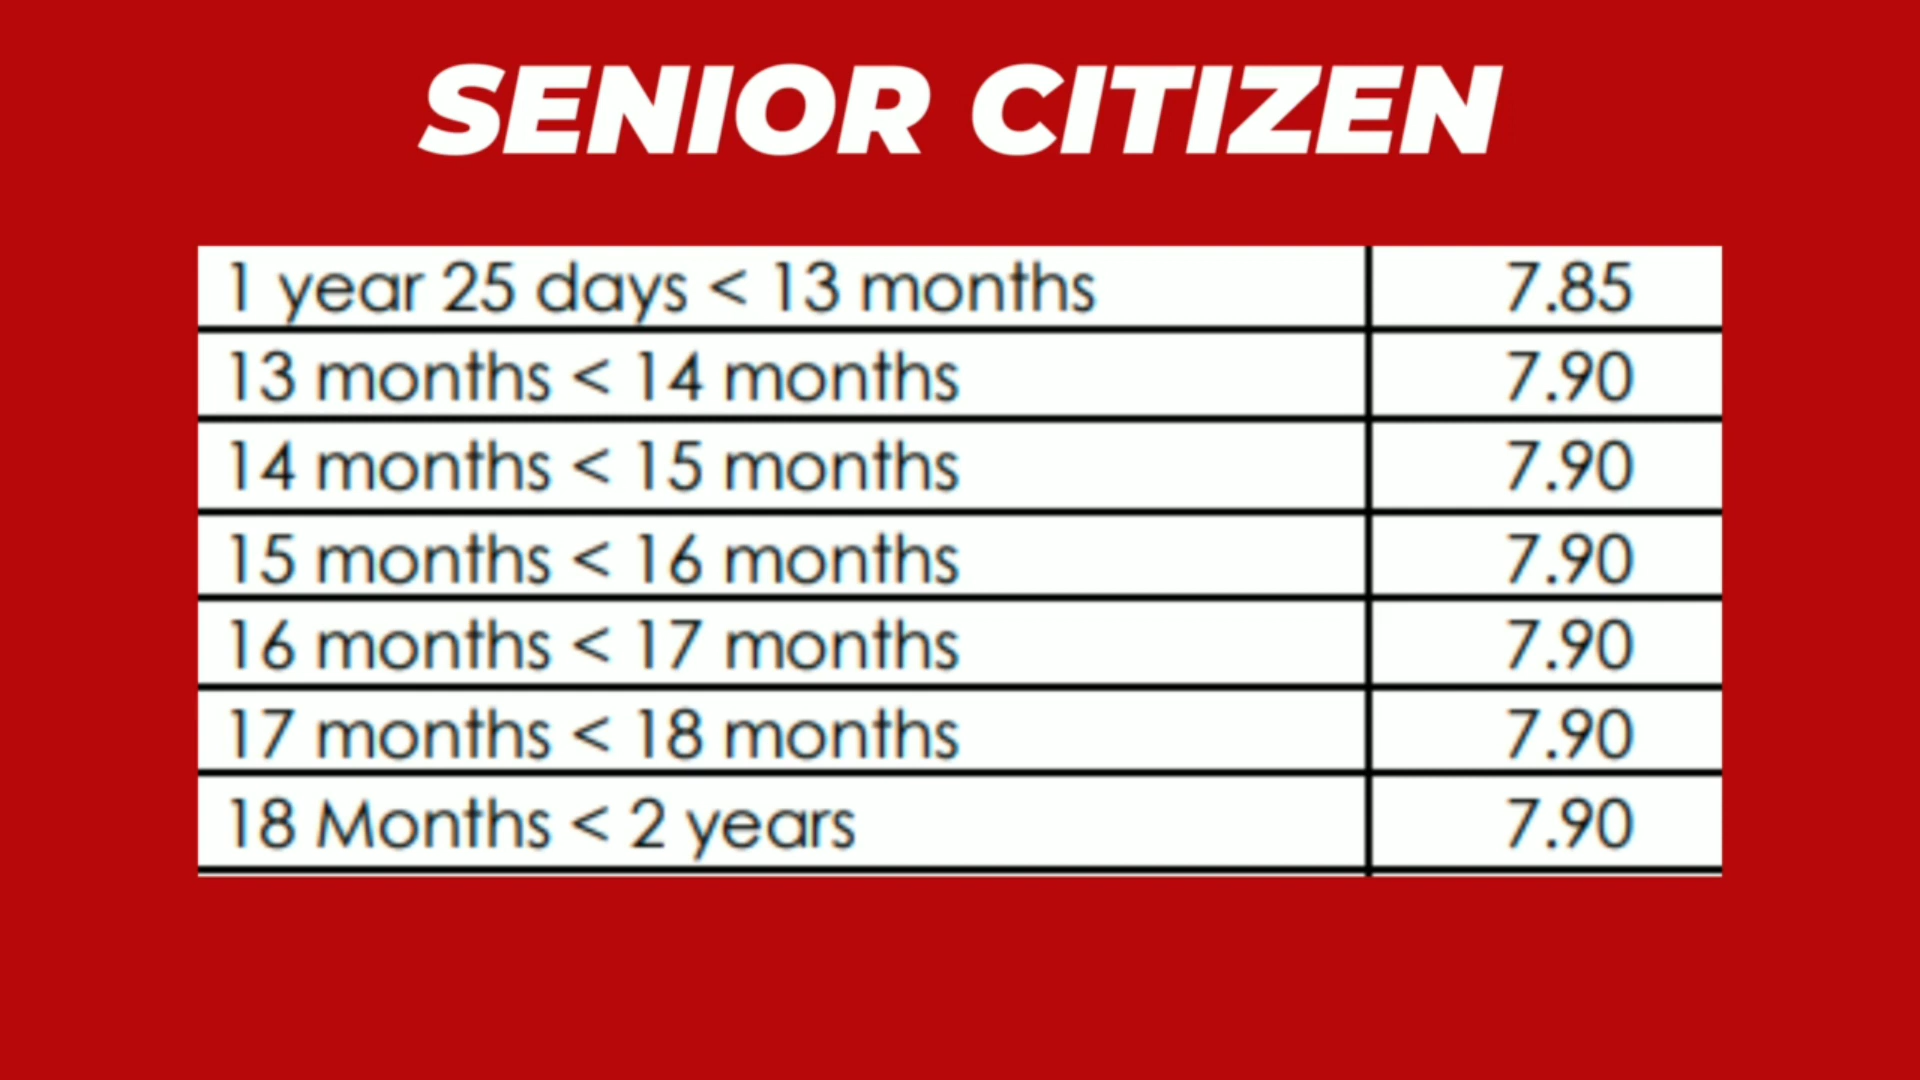 SENIOR CITIZEN
1 year 25 days < 13 months 7.85
13 months < 14 months 7.90
14 months < 15 months 7.90
15 months < 16 months 7.90
16 months < 17 months 7.90
17 months < 18 months 7.90
18 Months < 2 years 7.90